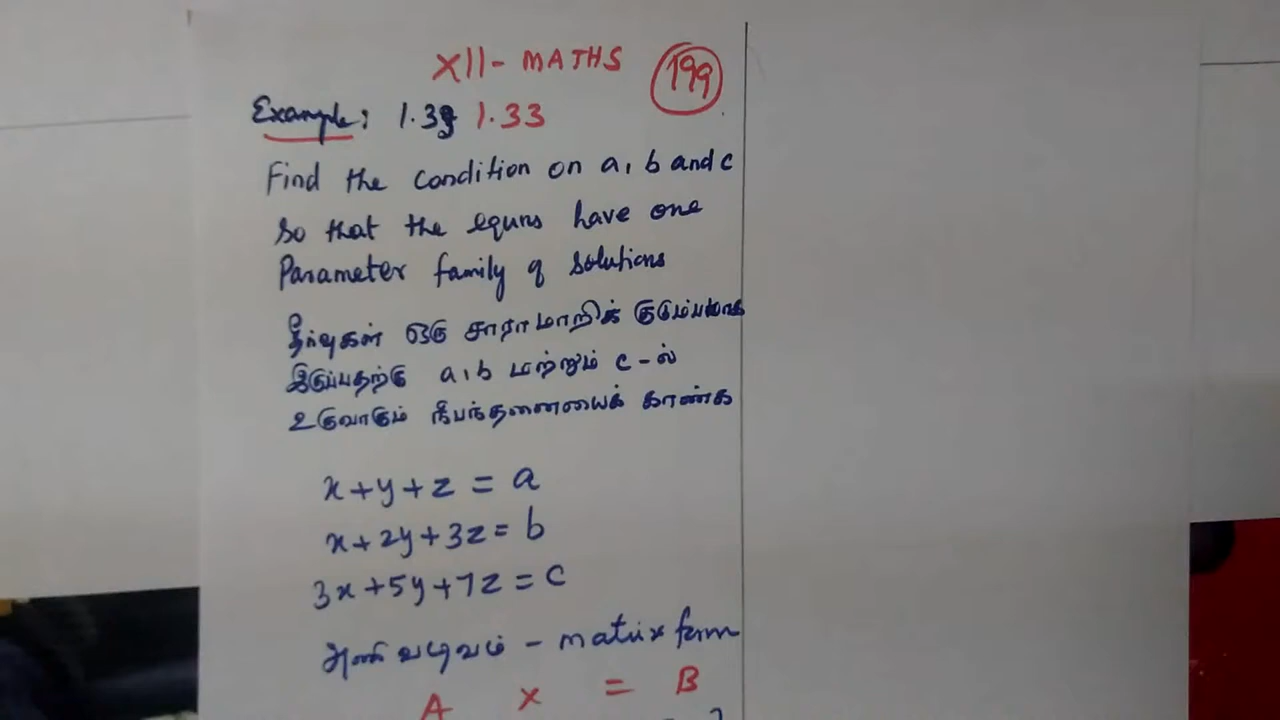 XII - MATHS 199
Example: 1.33 1.33
Find the condition on a, b and c
so that the equns have one
Parameter family of solutions
தீர்வுகள் ஒரு சாராமாறிக் குடும்பமாக
இருப்பதற்கு a, b மற்றும் c-ல்
உருவாகும் நிபந்தனையைக் காண்க
x+y+z = a
x+2y+3z = b
3x+5y+7z = c
அணி வடிவம் - matrix form
A X = B